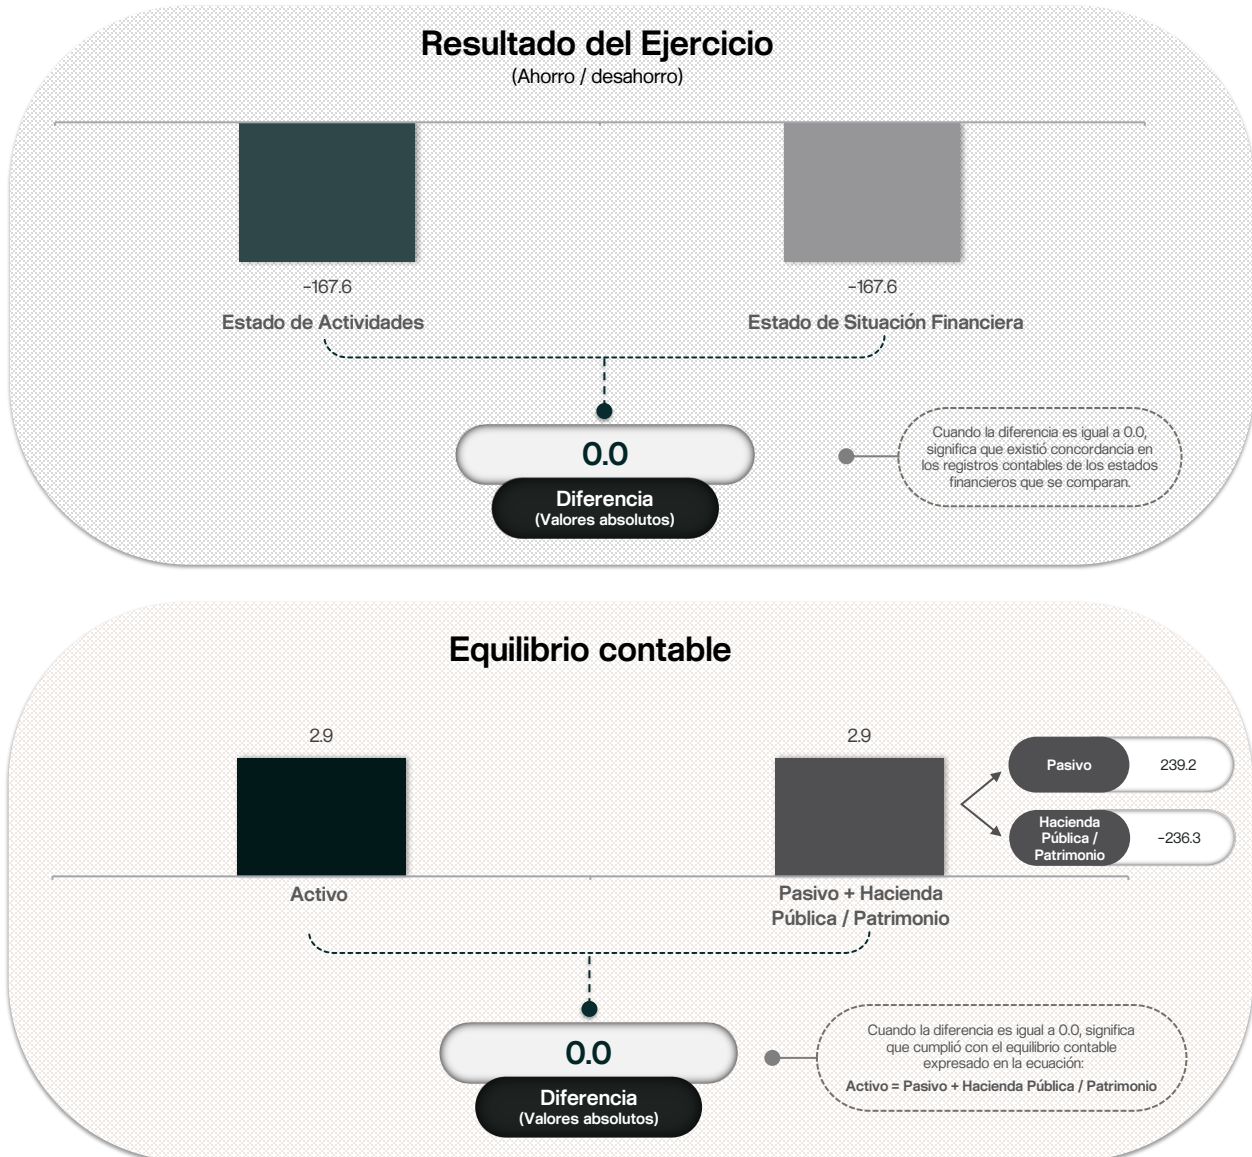 Resultado del Ejercicio
(Ahorro / desahorro)
-167.6
-167.6
Estado de Actividades
Estado de Situación Financiera
0.0
Diferencia
(Valores absolutos)
Cuando la diferencia es igual a 0.0,
significa que existió concordancia en
los registros contables de los estados
financieros que se comparan.
Equilibrio contable
2.9
2.9
Pasivo
239.2
Hacienda
Pública /
Patrimonio
-236.3
Activo
Pasivo + Hacienda
Pública / Patrimonio
0.0
Diferencia
(Valores absolutos)
Cuando la diferencia es igual a 0.0, significa
que cumplió con el equilibrio contable
expresado en la ecuación:
Activo = Pasivo + Hacienda Pública / Patrimonio